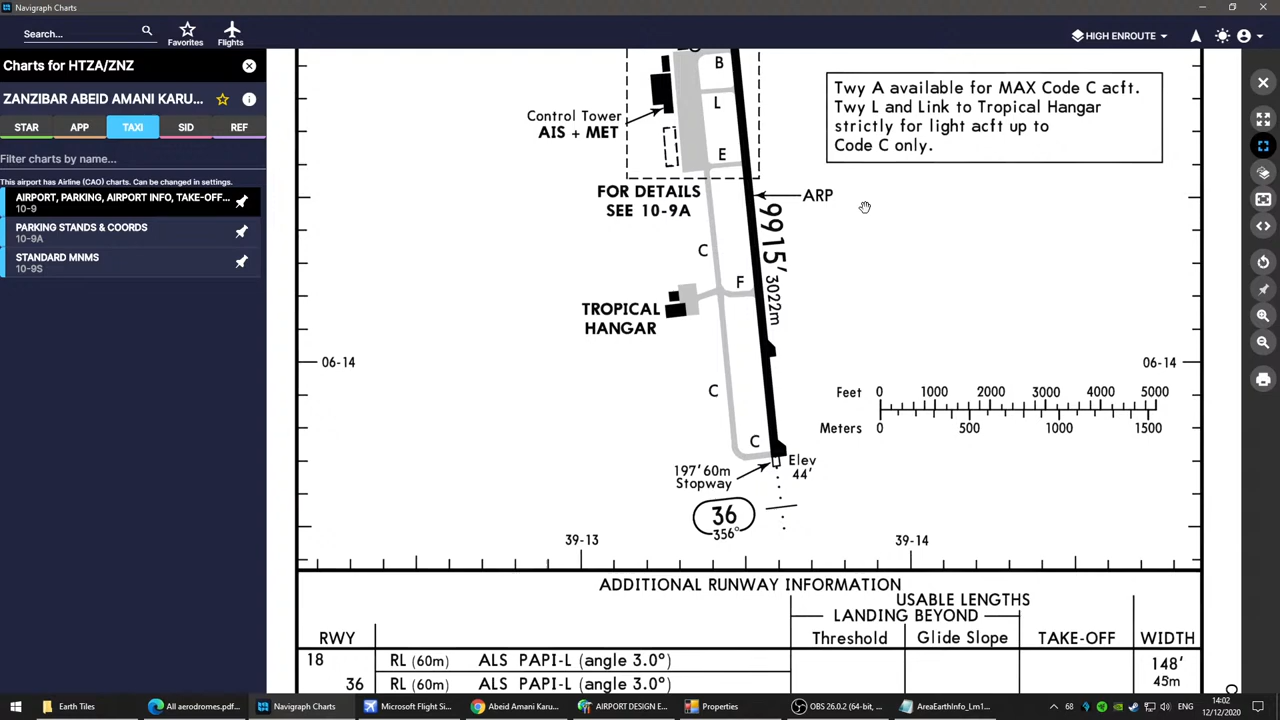 Navigraph Charts
Search...
Favorites
Flights
HIGH ENROUTE
Charts for HTZA/ZNZ
ZANZIBAR ABEID AMANI KARU...
STAR
APP
TAXI
SID
REF
Filter charts by name...
This airport has Airline (CAO) charts. Can be changed in settings.
AIRPORT, PARKING, AIRPORT INFO, TAKE-OFF...
10-9
PARKING STANDS & COORDS
10-9A
STANDARD MNMS
10-9S
B
L
E
Control Tower
AIS + MET
FOR DETAILS
SEE 10-9A
Twy A available for MAX Code C acft.
Twy L and Link to Tropical Hangar
strictly for light acft up to
Code C only.
ARP
9915'
3022m
C
F
TROPICAL
HANGAR
06-14
06-14
C
Feet 0 1000 2000 3000 4000 5000
Meters 0 500 1000 1500
C
Elev
44'
197'60m
Stopway
36
356°
39-13
39-14
ADDITIONAL RUNWAY INFORMATION
USABLE LENGTHS
LANDING BEYOND
RWY
Threshold
Glide Slope
TAKE-OFF
WIDTH
18 RL (60m) ALS PAPI-L (angle 3.0°)
36 RL (60m) ALS PAPI-L (angle 3.0°)
148'
45m
Earth Tiles
All aerodromes.pdf...
Navigraph Charts
Microsoft Flight Si...
Abeid Amani Karu...
AIRPORT DESIGN E...
Properties
OBS 26.0.2 (64-bit, ...
AreaEarthInfo_Lm1...
68
ENG
14:02
12/12/2020